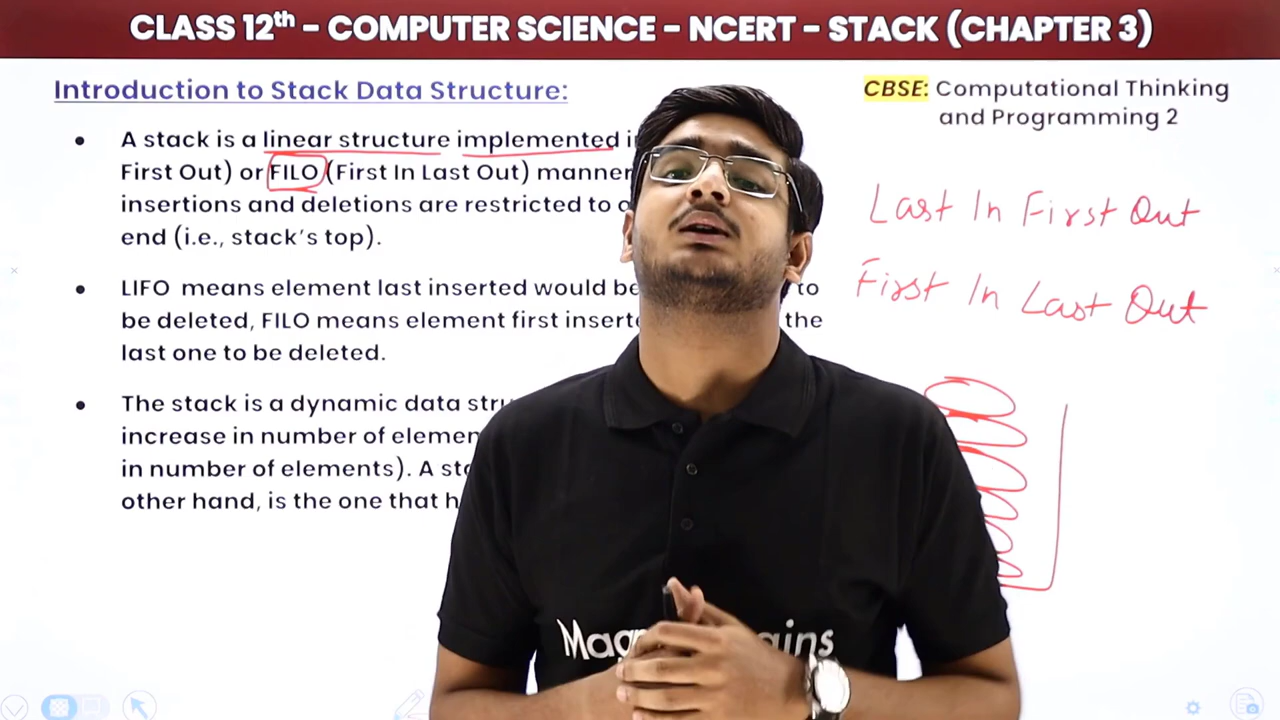 CLASS 12th - COMPUTER SCIENCE - NCERT - STACK (CHAPTER 3)
Introduction to Stack Data Structure:
• A stack is a linear structure implemented
First Out) or FILO (First In Last Out) manner
insertions and deletions are restricted to
end (i.e., stack's top).
• LIFO means element last inserted would be to
be deleted, FILO means element first the
last one to be deleted.
• The stack is a dynamic data
increase in number of
in number of elements). A
other hand, is the one that
CBSE: Computational Thinking
and Programming 2
Last In First Out
First In Last Out